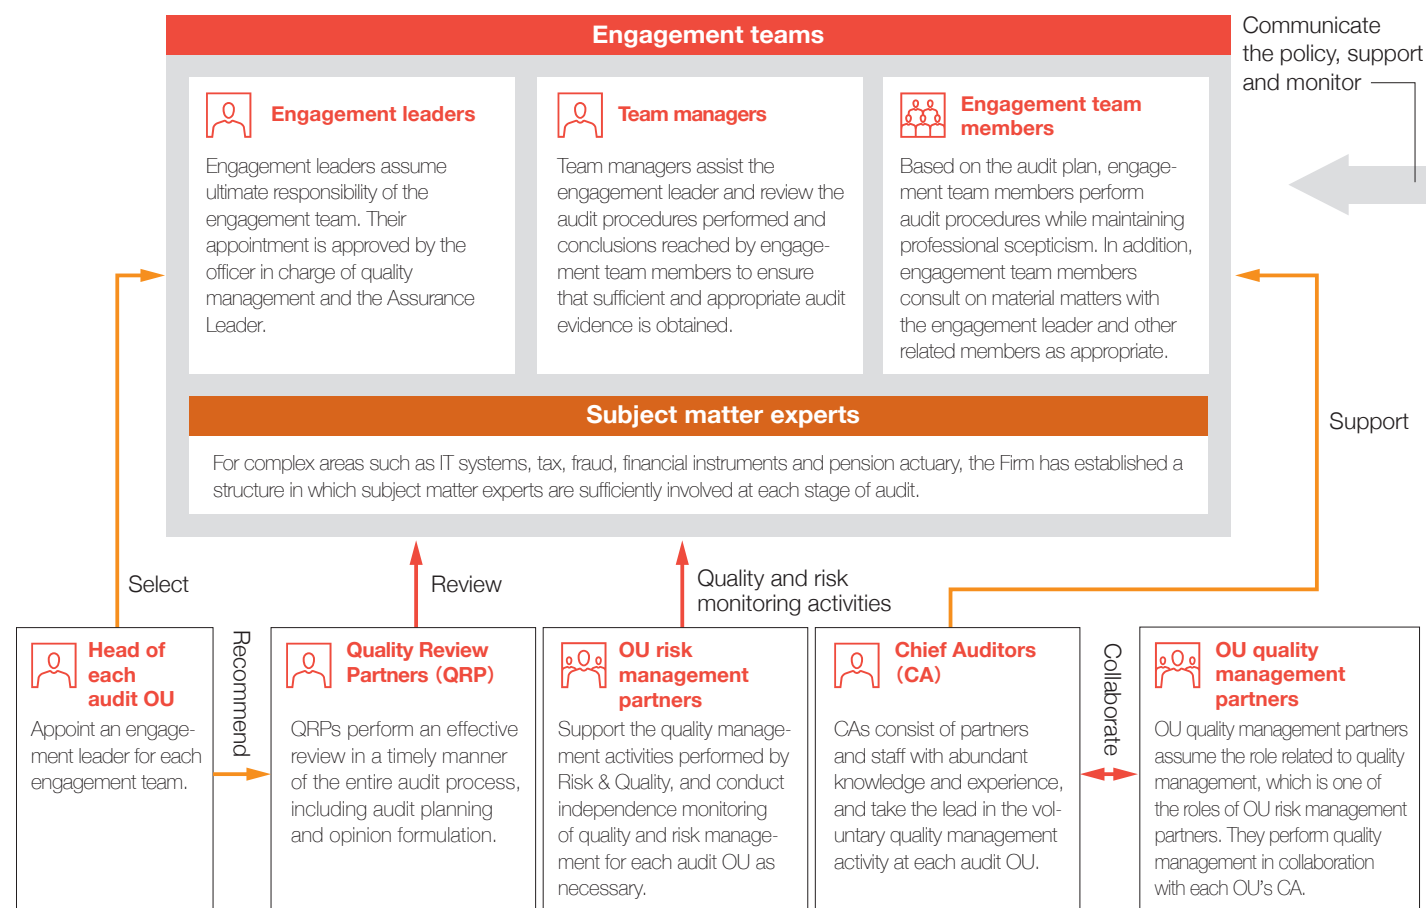 Engagement teams
Communicate
the policy, support
and monitor
Engagement leaders
Engagement leaders assume
ultimate responsibility of the
engagement team. Their
appointment is approved by the
officer in charge of quality
management and the Assurance
Leader.
Team managers
Team managers assist the
engagement leader and review the
audit procedures performed and
conclusions reached by engage-
ment team members to ensure
that sufficient and appropriate audit
evidence is obtained.
Engagement team
members
Based on the audit plan, engage-
ment team members perform
audit procedures while maintaining
professional scepticism. In addition,
engagement team members
consult on material matters with
the engagement leader and other
related members as appropriate.
Subject matter experts
For complex areas such as IT systems, tax, fraud, financial instruments and pension actuary, the Firm has established a
structure in which subject matter experts are sufficiently involved at each stage of audit.
Support
Select
Review
Quality and risk
monitoring activities
Head of
each
audit OU
Appoint an engage-
ment leader for each
engagement team.
Recommend
Quality Review
Partners (QRP)
QRPs perform an effective
review in a timely manner
of the entire audit process,
including audit planning
and opinion formulation.
OU risk
management
partners
Support the quality manage-
ment activities performed by
Risk & Quality, and conduct
independence monitoring
of quality and risk manage-
ment for each audit OU as
necessary.
Chief Auditors
(CA)
CAs consist of partners
and staff with abundant
knowledge and experience,
and take the lead in the vol-
untary quality management
activity at each audit OU.
Collaborate
OU quality
management
partners
OU quality management partners
assume the role related to quality
management, which is one of
the roles of OU risk management
partners. They perform quality
management in collaboration
with each OU's CA.